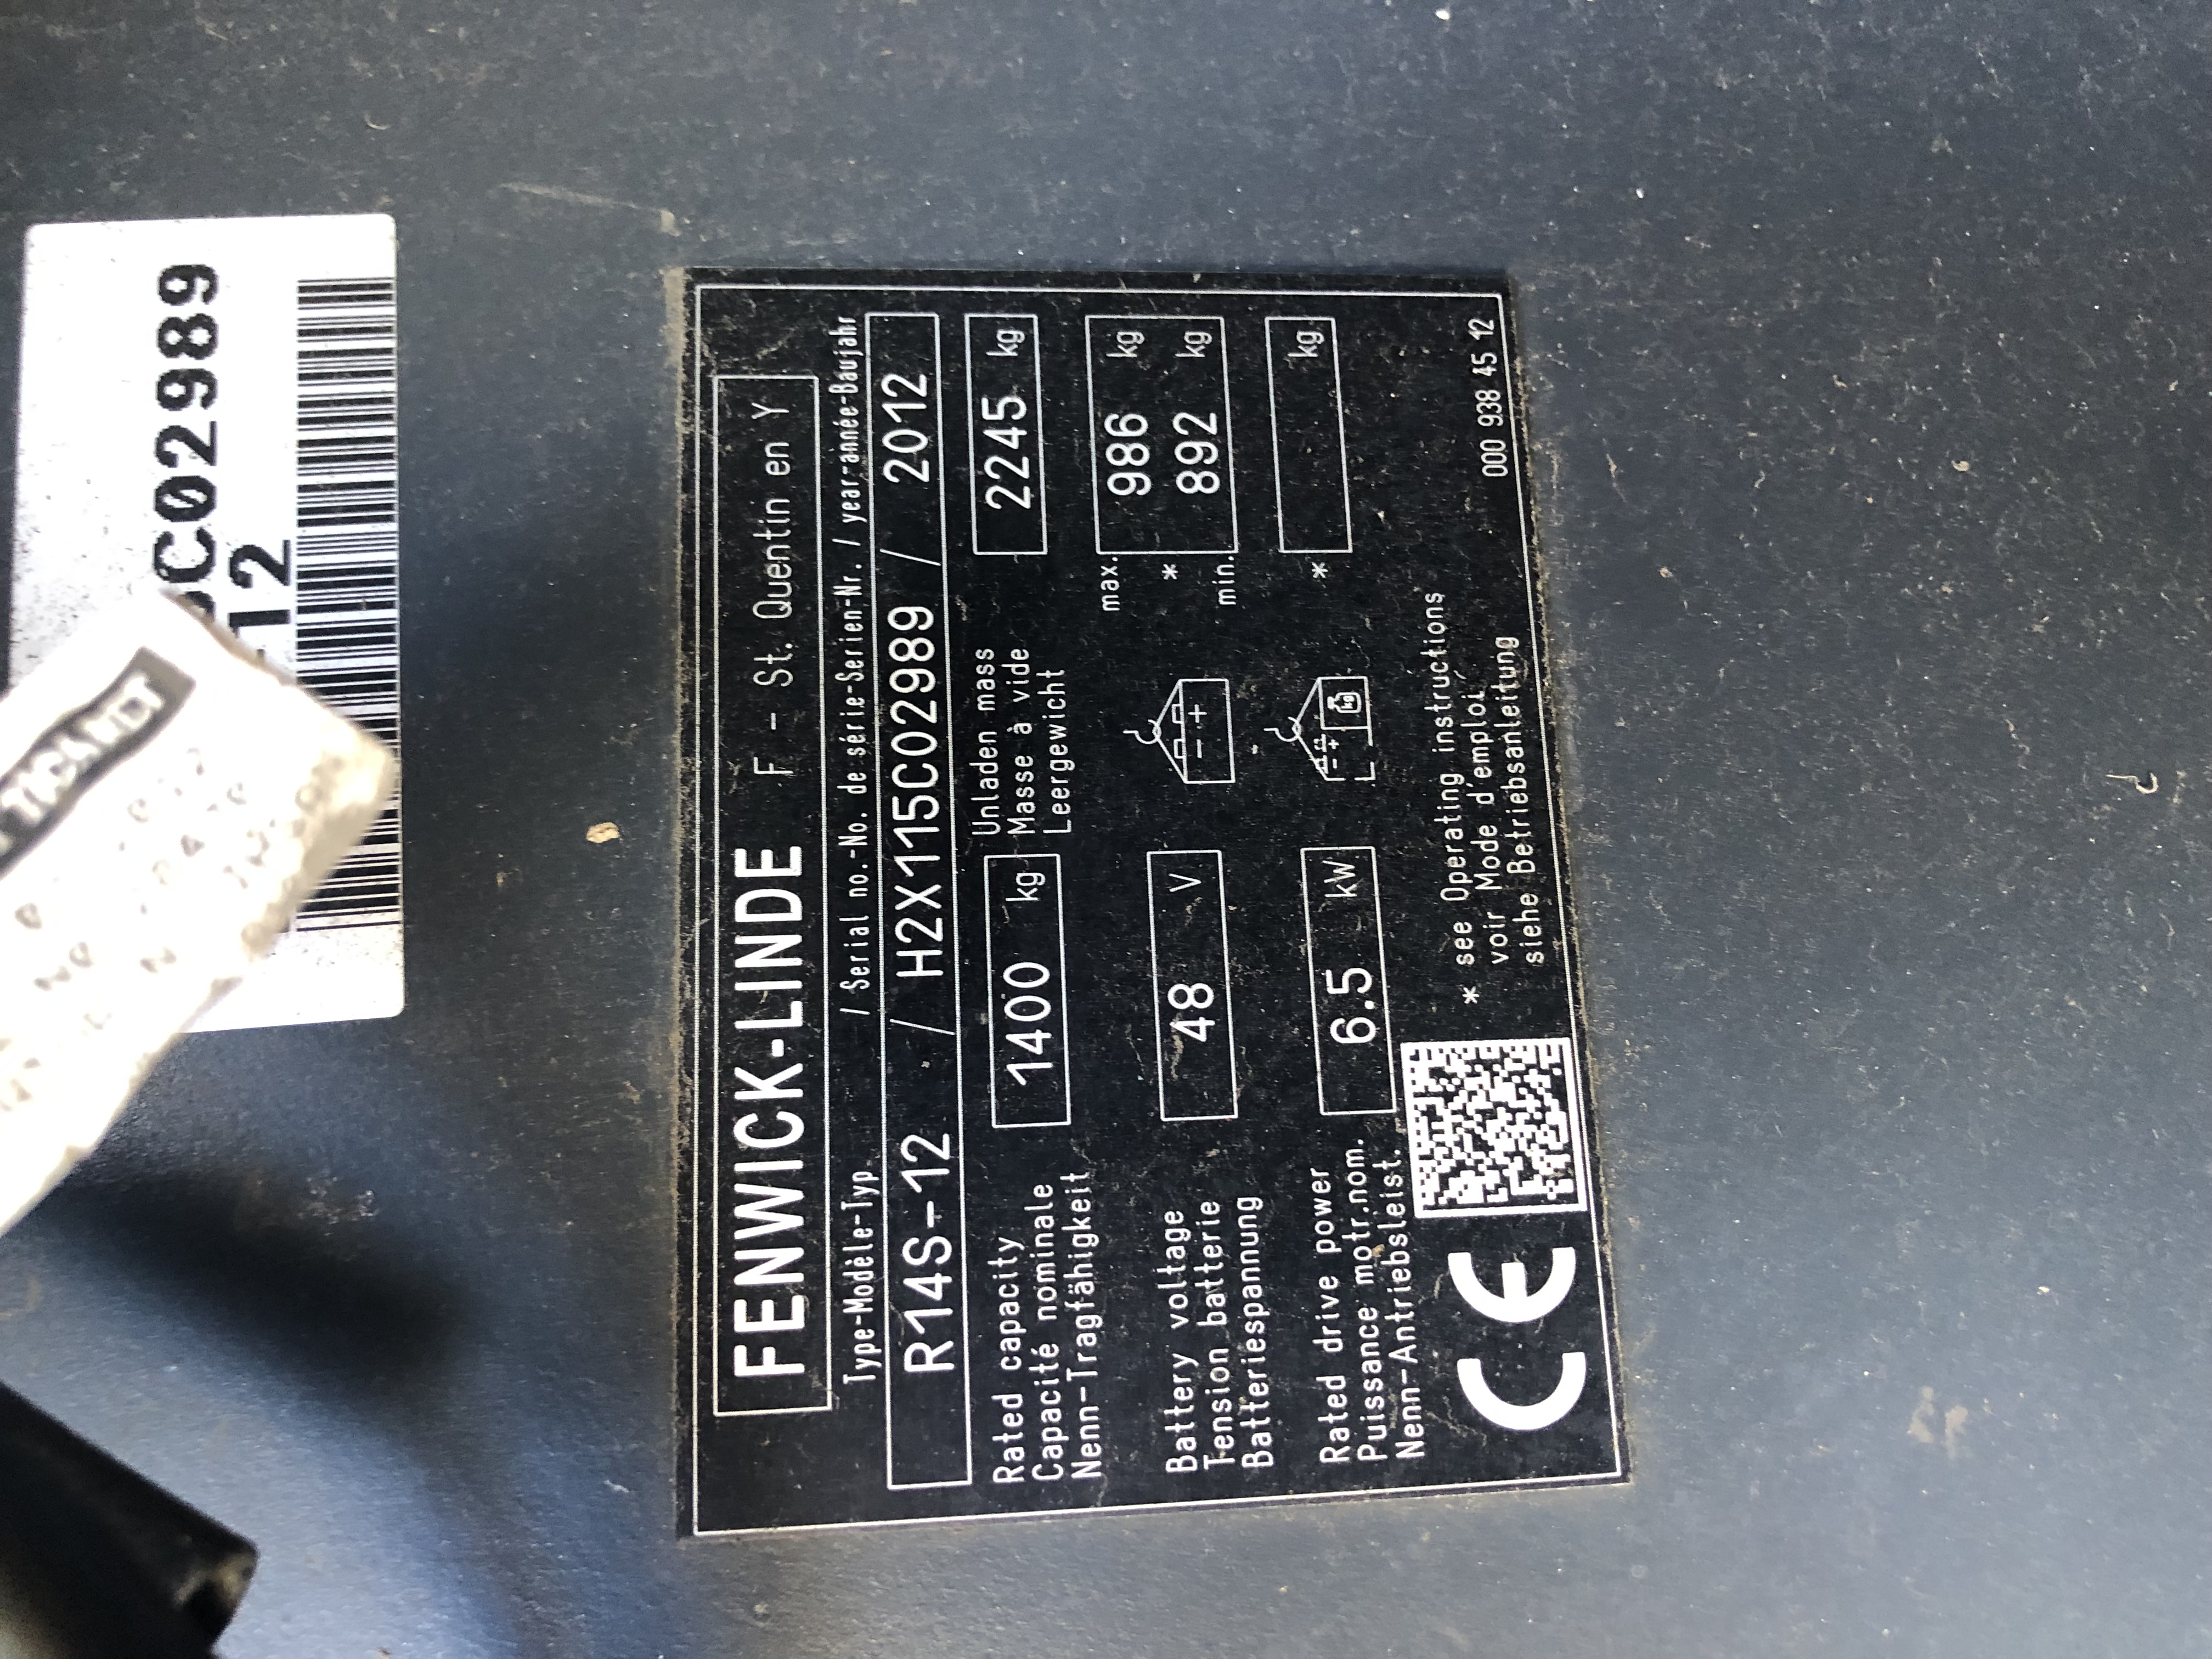 C02989
12
FENWICK-LINDE F - St. Quentin en Y
Type-Modèle-Typ / Serial no.-No. de série-Serien-Nr. / year-année-Baujahr
R14S-12 / H2X115C02989 / 2012
Rated capacity
Capacité nominale
Nenn-Tragfähigkeit
1400 kg
Unladen mass
Masse à vide
Leergewicht
2245 kg
Battery voltage
Tension batterie
Batteriespannung
48 V
- +
max.
*
min.
986 kg
892 kg
Rated drive power
Puissance motr.nom.
Nenn-Antriebsleist.
6.5 kW
- +
kg
*
kg
CE
* see Operating instructions
voir Mode d'emploi
siehe Betriebsanleitung
000 938 45 12